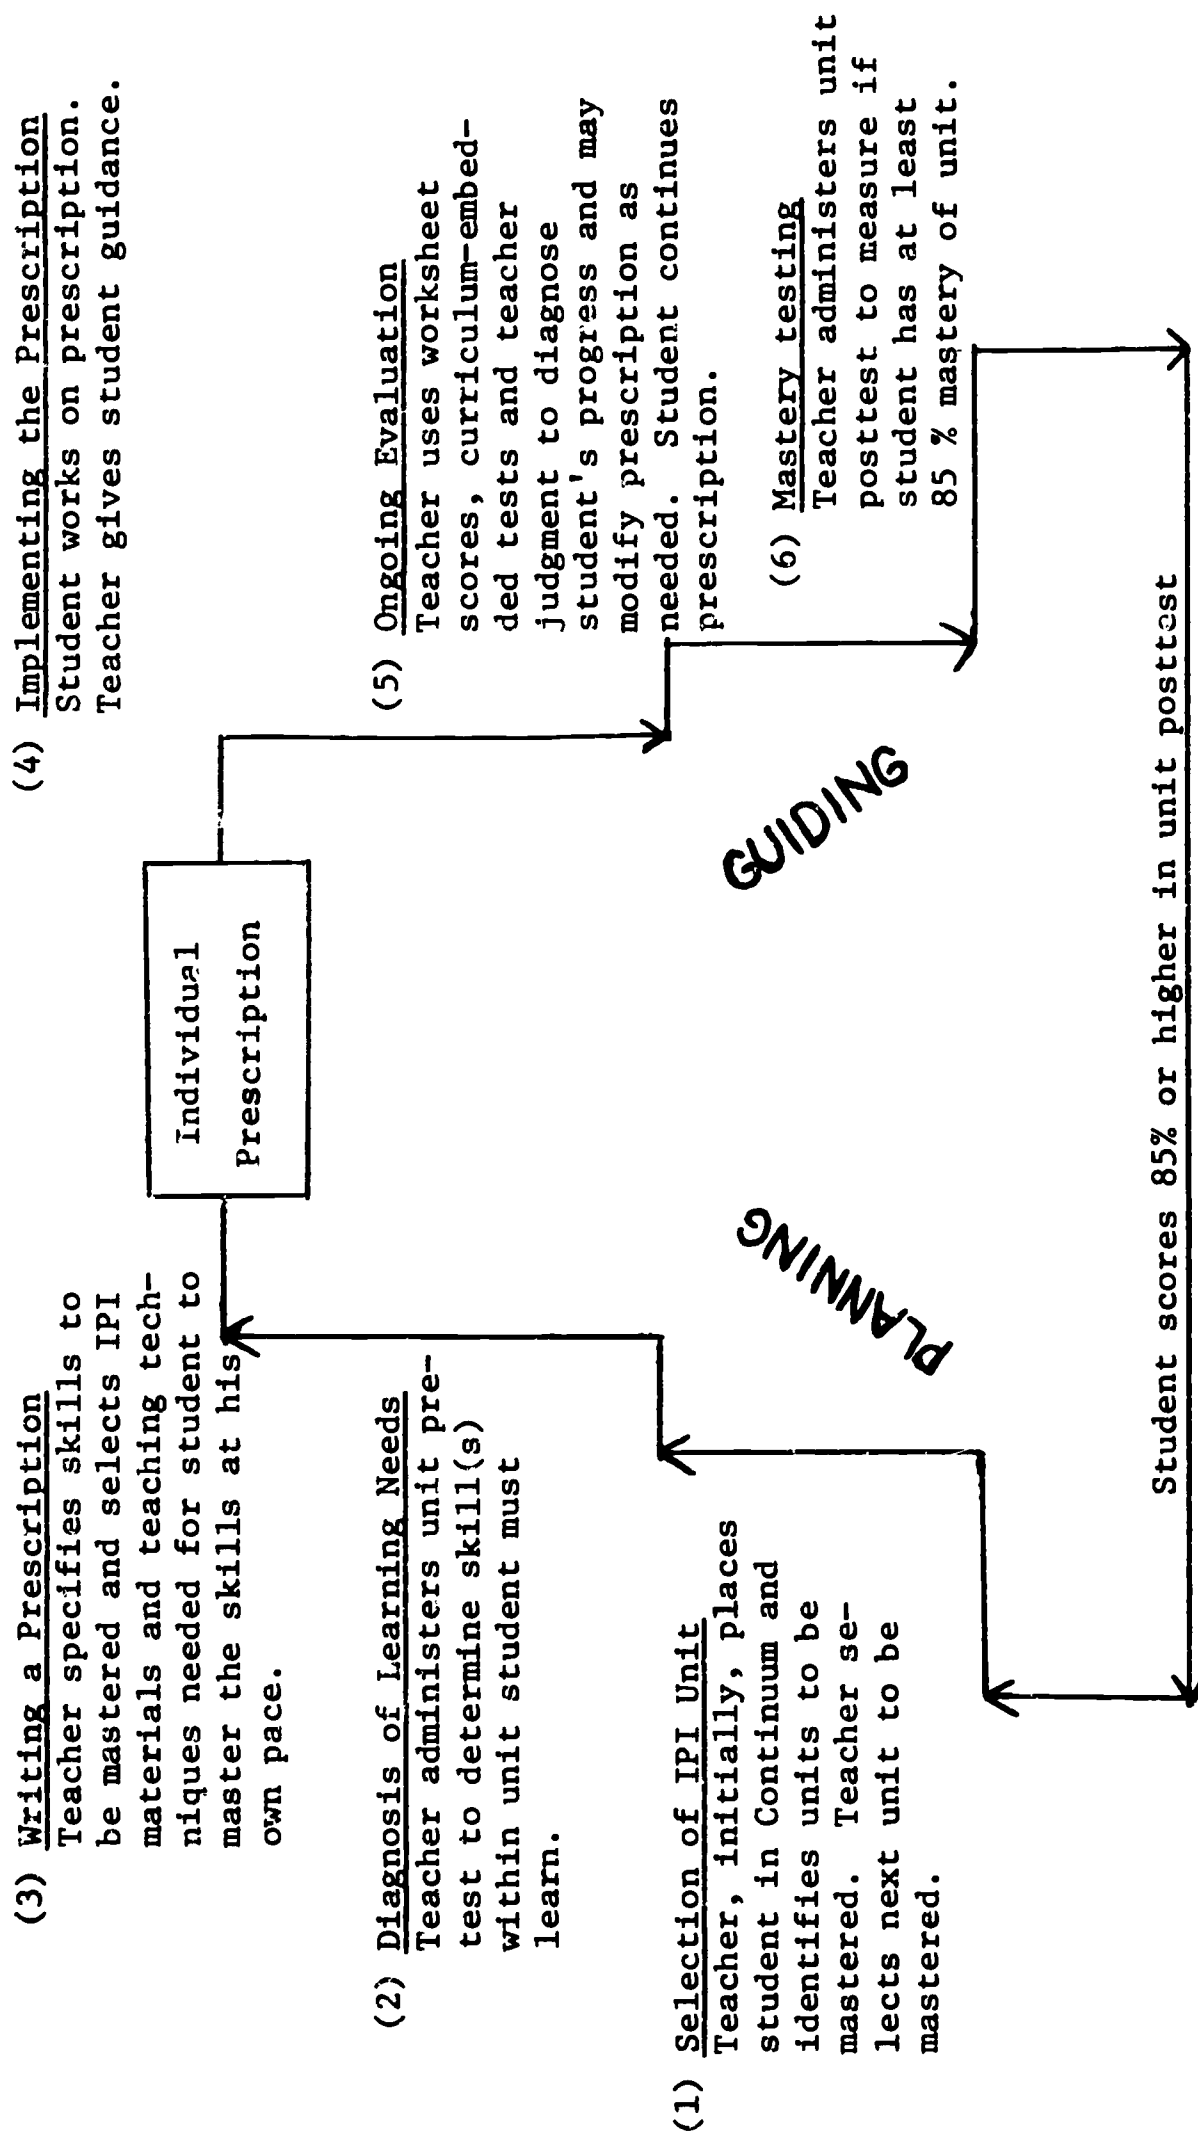 (3) Writing a Prescription
Teacher specifies skills to
be mastered and selects IPI
materials and teaching tech-
niques needed for student to
master the skills at his
own pace.
(2) Diagnosis of Learning Needs
Teacher administers unit pre-
test to determine skill(s)
within unit student must
learn.
(1) Selection of IPI Unit
Teacher, initially, places
student in Continuum and
identifies units to be
mastered. Teacher se-
lects next unit to be
mastered.
Individual
Prescription
PLANNING
GUIDING
(4) Implementing the Prescription
Student works on prescription.
Teacher gives student guidance.
(5) Ongoing Evaluation
Teacher uses worksheet
scores, curriculum-embed-
ded tests and teacher
judgment to diagnose
student's progress and may
modify prescription as
needed. Student continues
prescription.
(6) Mastery testing
Teacher administers unit
posttest to measure if
student has at least
85 % mastery of unit.
Student scores 85% or higher in unit posttest